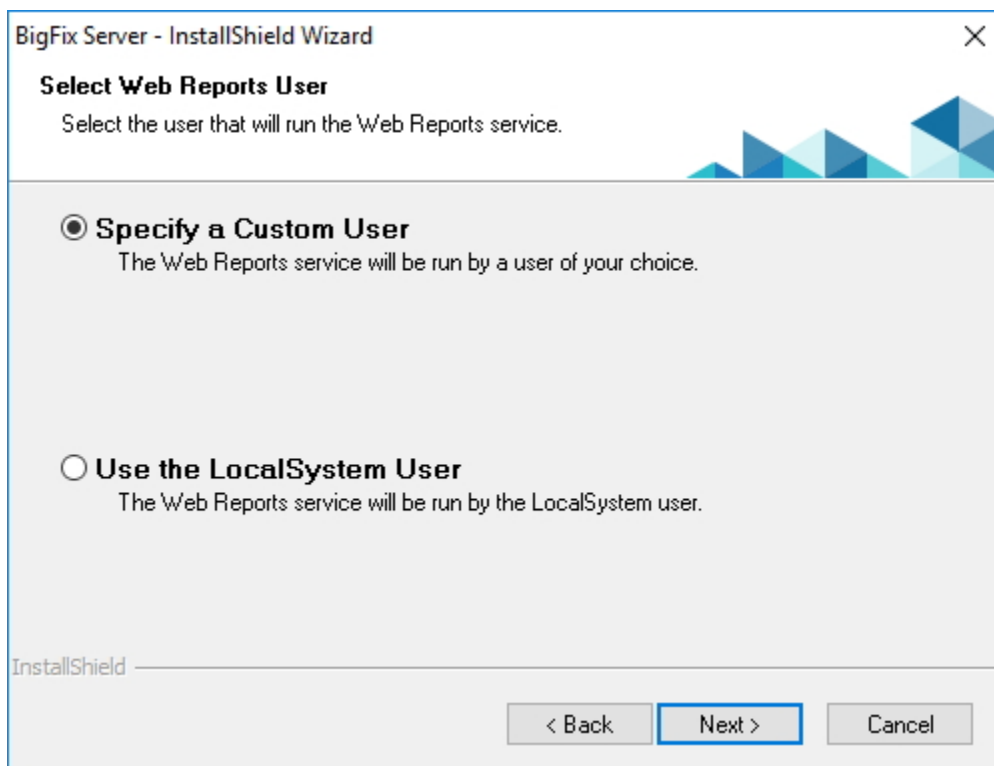 BigFix Server - InstallShield Wizard
Select Web Reports User
Select the user that will run the Web Reports service.
Specify a Custom User
The Web Reports service will be run by a user of your choice.
Use the LocalSystem User
The Web Reports service will be run by the LocalSystem user.
InstallShield
< Back Next > Cancel